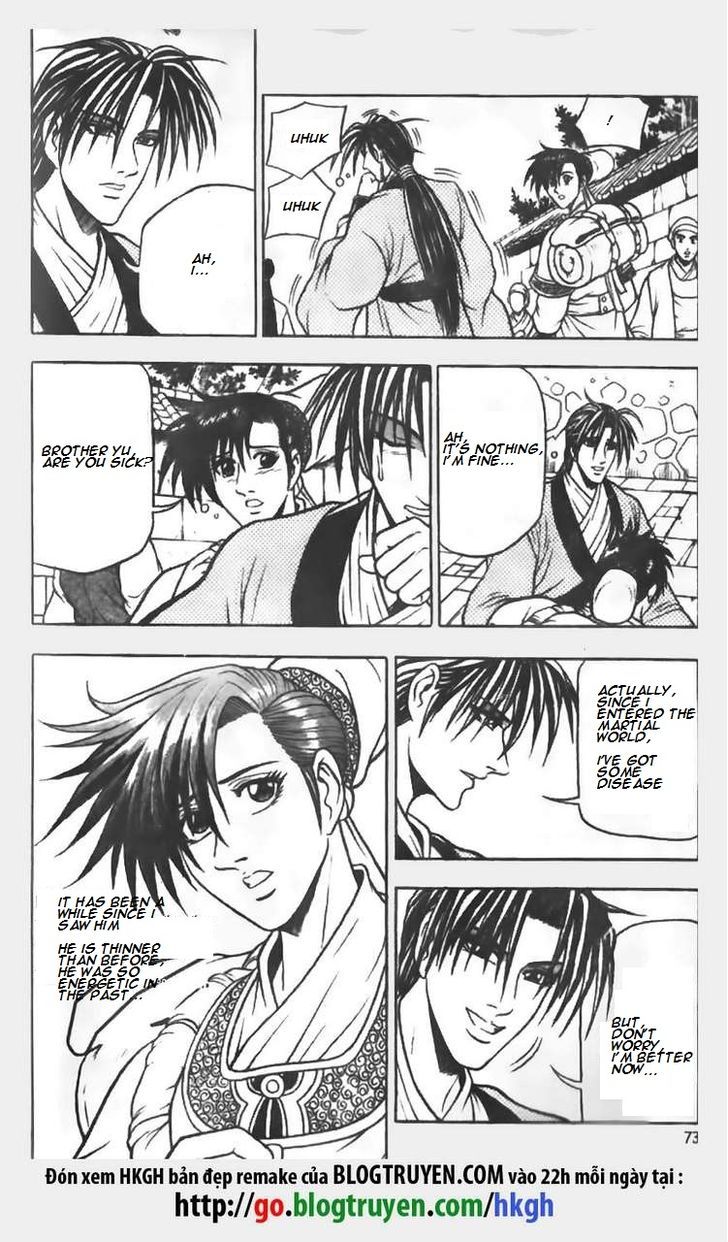 AH,
I...
UHUK
UHUK
!
BROTHER YU,
ARE YOU SICK?
AH,
IT'S NOTHING,
I'M FINE...
ACTUALLY,
SINCE I
ENTERED THE
MARTIAL
WORLD,
I'VE GOT
SOME
DISEASE
IT HAS BEEN A
WHILE SINCE I
SAW HIM
HE IS THINNER
THAN BEFORE,
HE WAS SO
ENERGETIC IN
THE PAST...
BUT,
DON'T
WORRY,
I'M BETTER
NOW...
73
Đón xem HKGH bản đẹp remake của BLOGTRUYEN.COM vào 22h mỗi ngày tại :
http://go.blogtruyen.com/hkgh